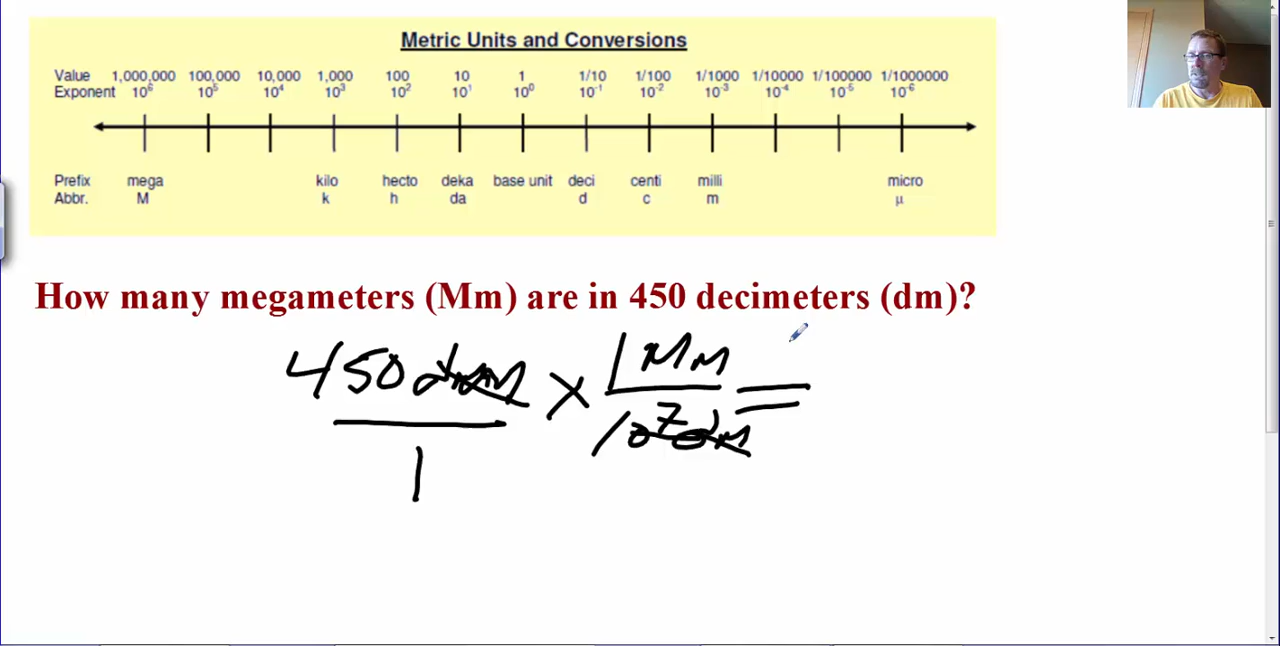 Metric Units and Conversions
Value 1,000,000 100,000 10,000 1,000 100 10 1 1/10 1/100 1/1000 1/10000 1/100000 1/1000000
Exponent 10⁶ 10⁵ 10⁴ 10³ 10² 10¹ 10⁰ 10⁻¹ 10⁻² 10⁻³ 10⁻⁴ 10⁻⁵ 10⁻⁶
Prefix mega kilo hecto deka base unit deci centi milli micro
Abbr. M k h da d c m µ
How many megameters (Mm) are in 450 decimeters (dm)?
450 dm × 1 Mm =
1 10⁷ dm